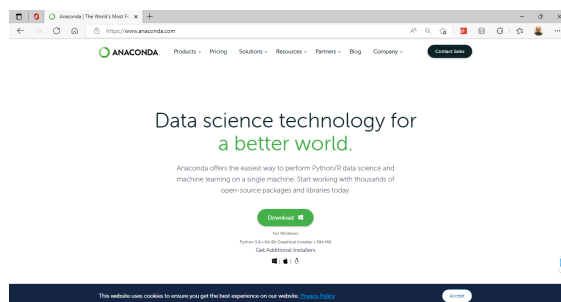 Anaconda | The World's Most Po
https://www.anaconda.com
ANACONDA.
Products
Pricing
Solutions
Resources
Partners
Blog
Company
Contact Sales
Data science technology for
a better world.
Anaconda offers the easiest way to perform Python/R data science and
machine learning on a single machine. Start working with thousands of
open-source packages and libraries today.
Download
For Windows
Python 3.9 • 64-Bit Graphical Installer • 594 MB
Get Additional Installers
This website uses cookies to ensure you get the best experience on our website. Privacy Policy
Accept